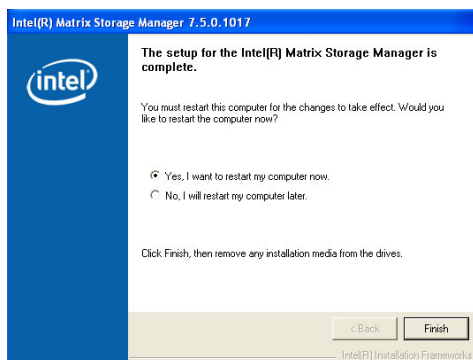 Intel(R) Matrix Storage Manager 7.5.0.1017
intel
The setup for the Intel(R) Matrix Storage Manager is
complete.
You must restart this computer for the changes to take effect. Would you
like to restart the computer now?
Yes, I want to restart my computer now.
No, I will restart my computer later.
Click Finish, then remove any installation media from the drives.
< Back
Finish
Intel(R) Installation Frameworks